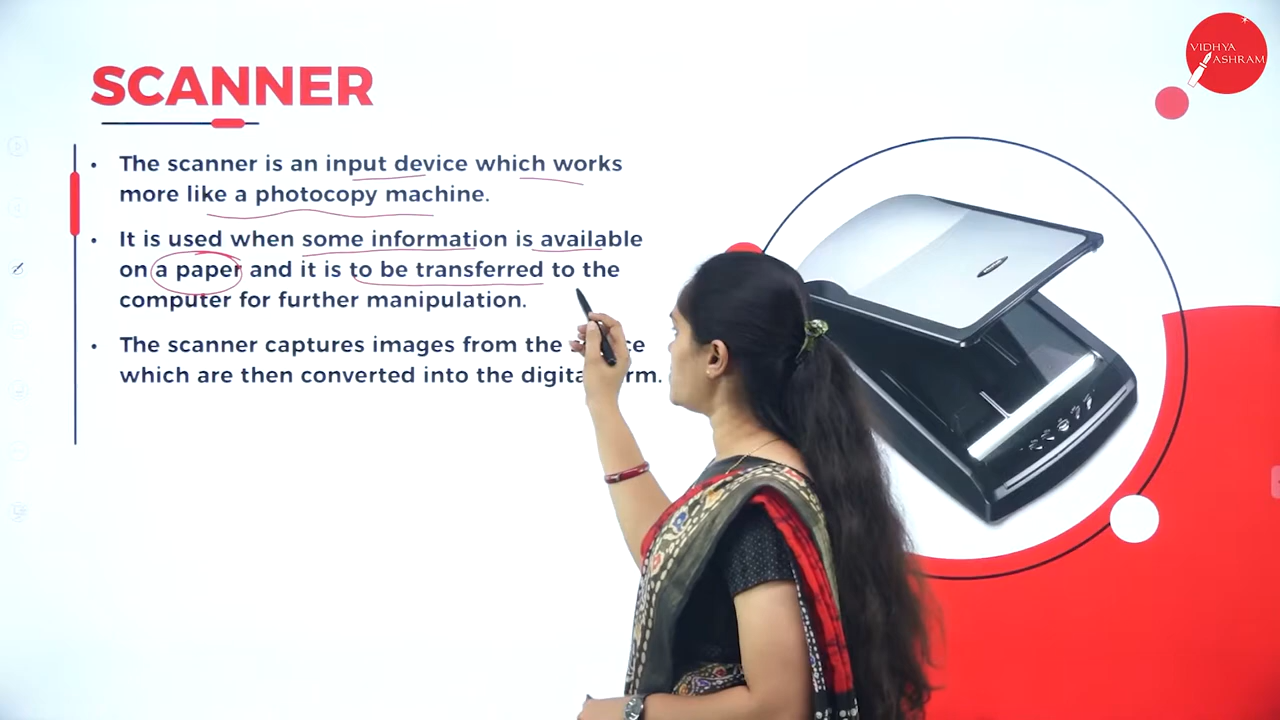 VIDHYA
ASHRAM
SCANNER
• The scanner is an input device which works
more like a photocopy machine.
• It is used when some information is available
on a paper and it is to be transferred to the
computer for further manipulation.
• The scanner captures images from the
which are then converted into the